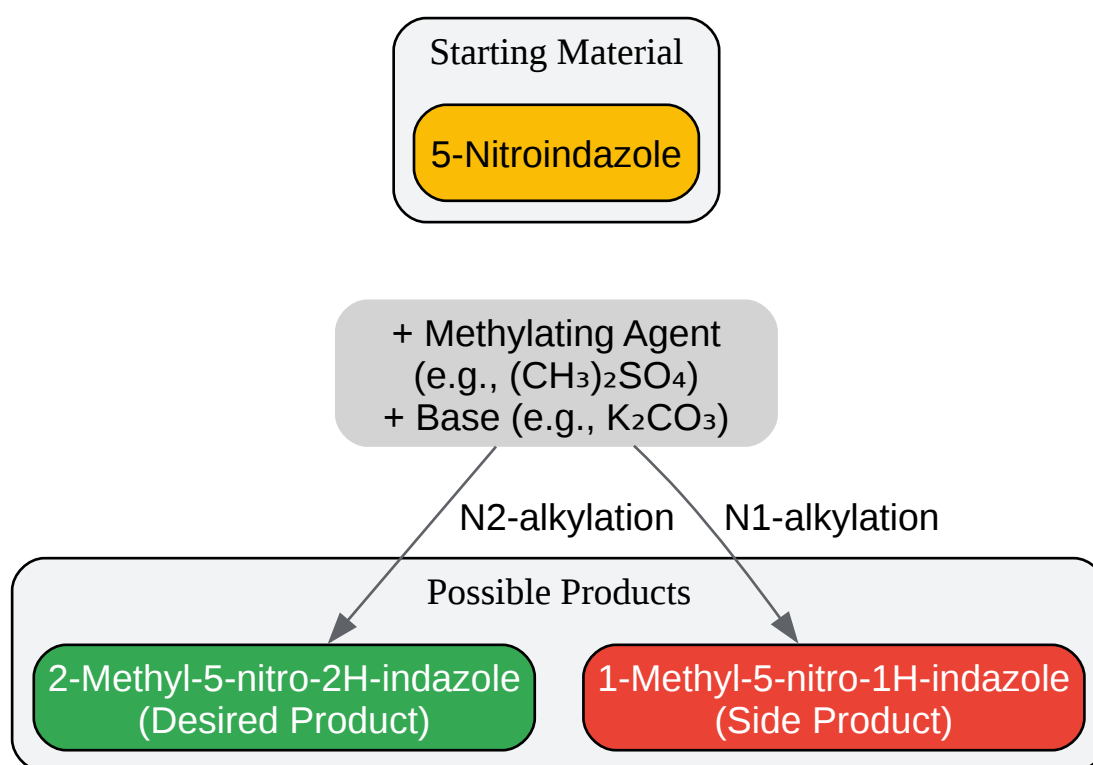 Starting Material
5-Nitroindazole
+ Methylating Agent
(e.g., (CH₃)₂SO₄)
+ Base (e.g., K₂CO₃)
N2-alkylation
N1-alkylation
Possible Products
2-Methyl-5-nitro-2H-indazole
(Desired Product)
1-Methyl-5-nitro-1H-indazole
(Side Product)